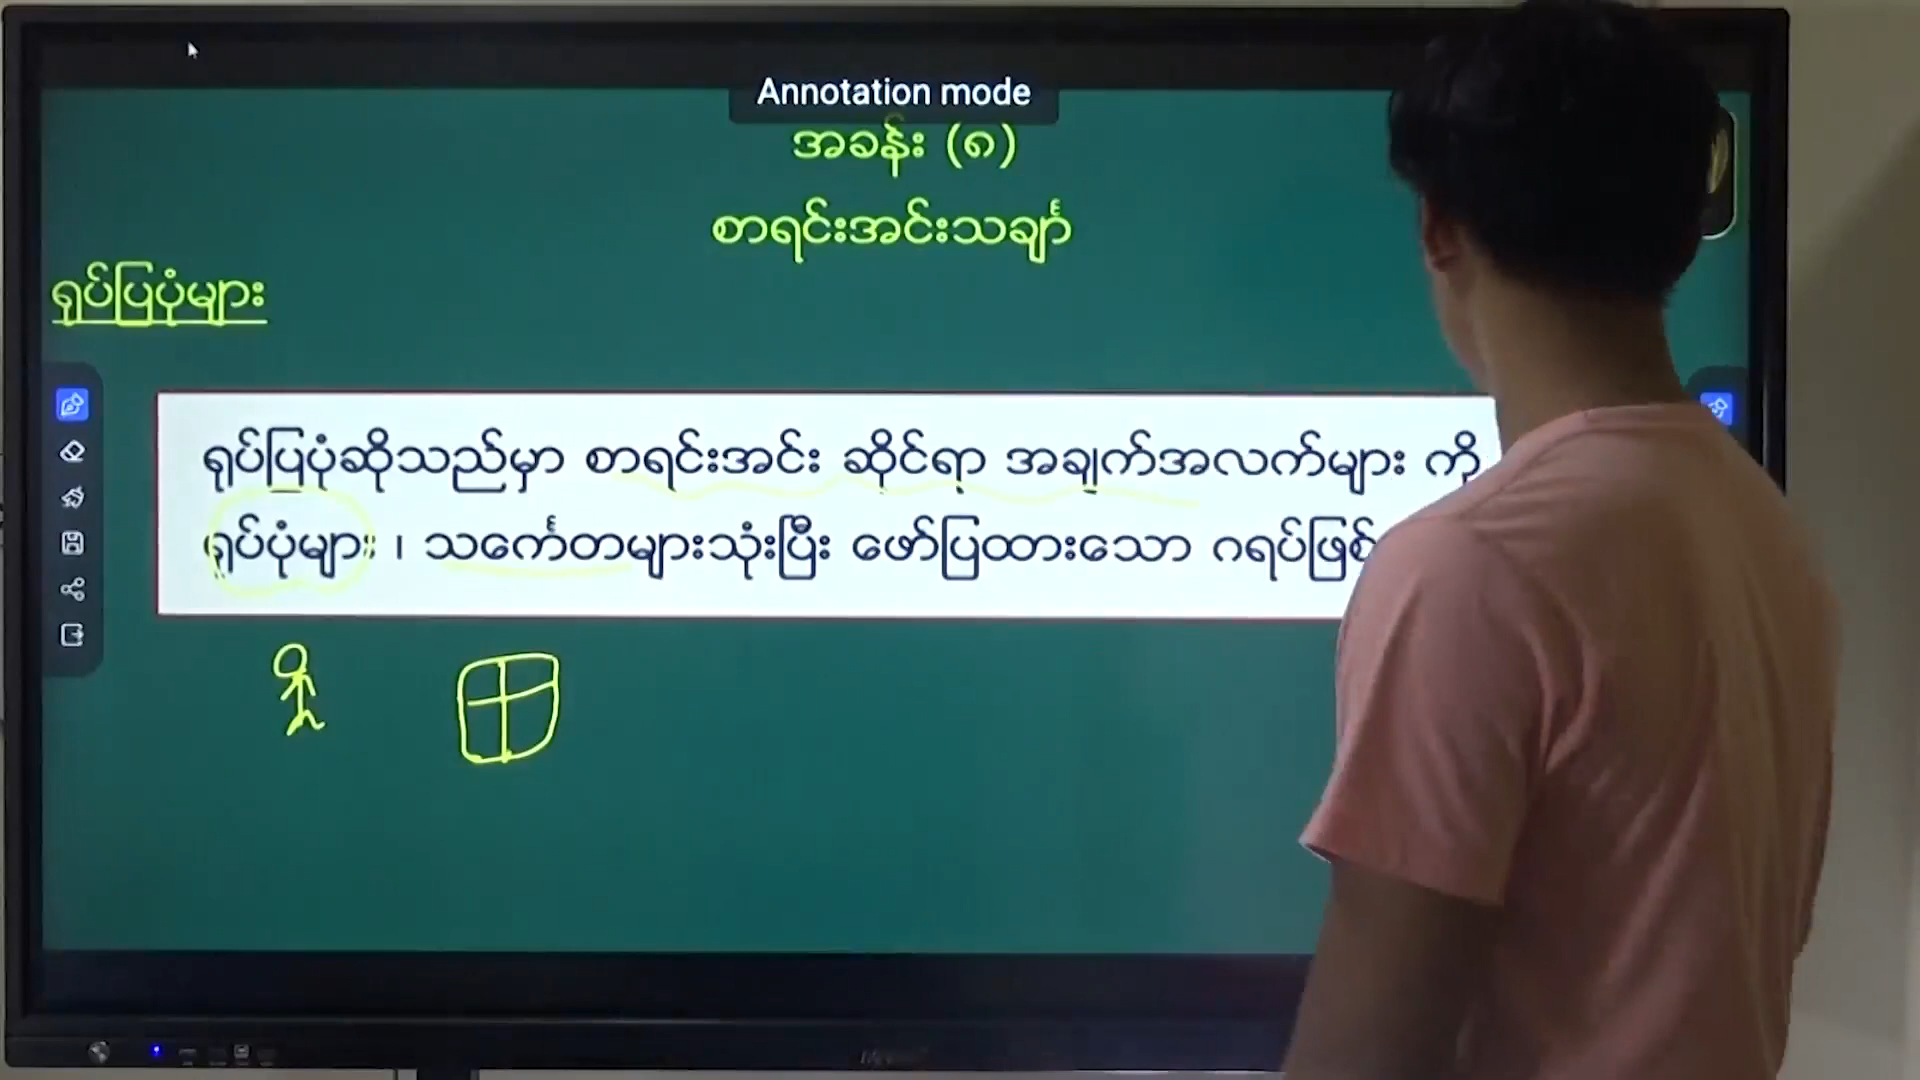 Annotation mode
အခန်း (၈)
စာရင်းအင်းသင်္ချာ
ရုပ်ပြပုံများ
ရုပ်ပြပုံဆိုသည်မှာ စာရင်းအင်း ဆိုင်ရာ အချက်အလက်များ ကို
ရုပ်ပုံများ ၊ သင်္ကေတများသုံးပြီး ဖော်ပြထားသော ဂရပ်ဖြစ်